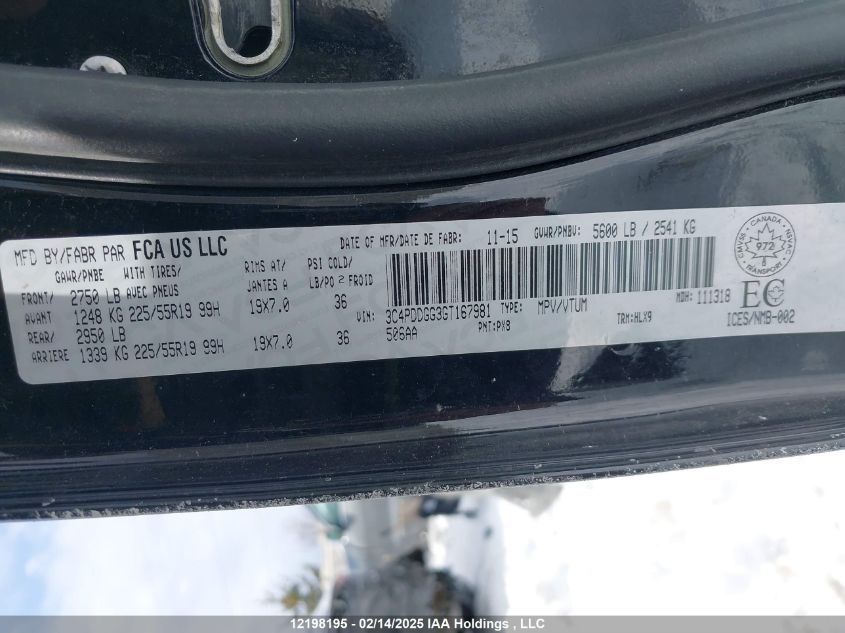 MFD BY/FABR PAR FCA US LLC DATE OF MFR/DATE DE FABR: 11-15 GVWR/PNBV: 5600 LB / 2541 KG
GAWR/PNBE WITH TIRES/ RIMS AT/ PSI COLD/
AVEC PNEUS JANTES A LB/PO2 FROID
FRONT/ 2750 LB
AVANT 1248 KG 225/55R19 99H 19X7.0 36
REAR/ 2950 LB
ARRIERE 1339 KG 225/55R19 99H 19X7.0 36
VIN: 3C4PDDGG3GT167981 TYPE: MPV/VTUM MDH: 111318
506AA PNT: PX8 TRM: HLX9
CANADA
972
TRANSPORT
CMVSS NVAC
EC
ICES/NMB-002
12198195 - 02/14/2025 IAA Holdings , LLC